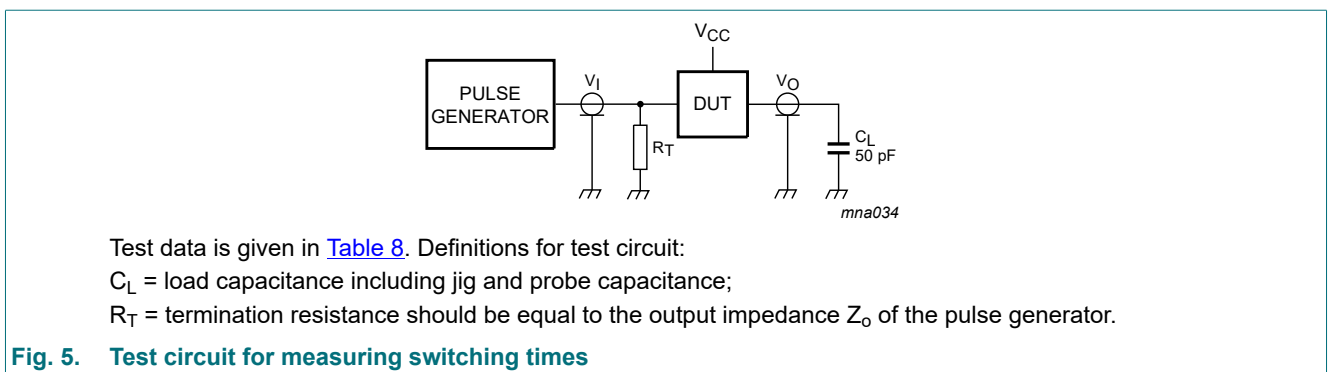 VCC
PULSE
GENERATOR
VI
DUT
VO
RT
CL
50 pF
mna034
Test data is given in Table 8. Definitions for test circuit:
CL = load capacitance including jig and probe capacitance;
RT = termination resistance should be equal to the output impedance Zo of the pulse generator.
Fig. 5. Test circuit for measuring switching times